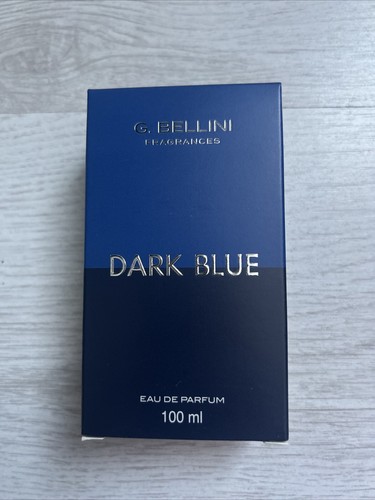 G. BELLINI
FRAGRANCES
DARK BLUE
EAU DE PARFUM
100 ml